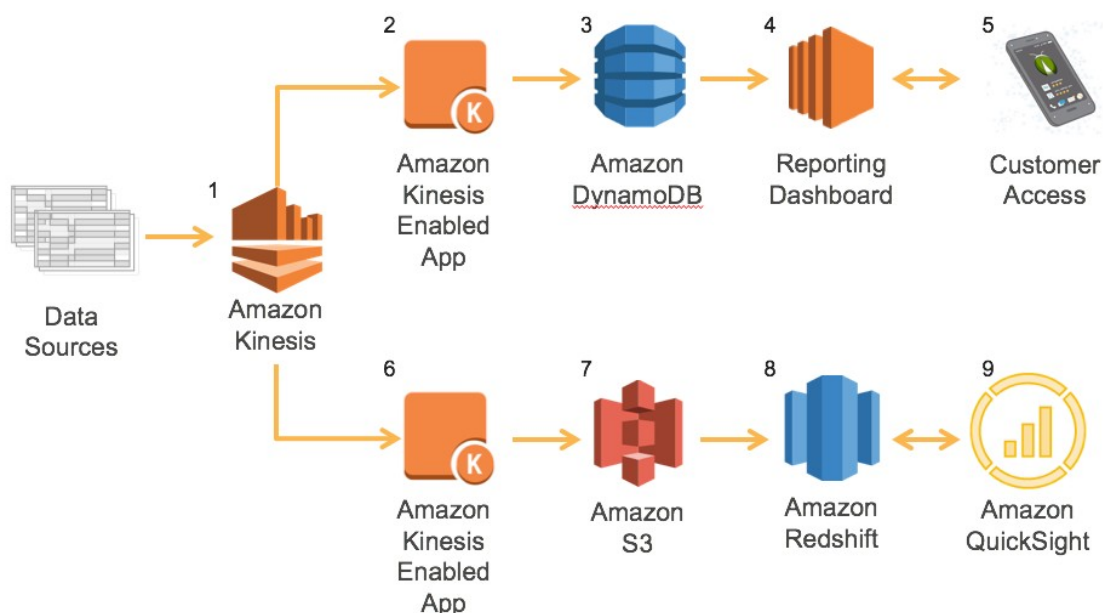 Data
Sources
1
Amazon
Kinesis
2
K
Amazon
Kinesis
Enabled
App
3
Amazon
DynamoDB
4
Reporting
Dashboard
5
Customer
Access
6
K
Amazon
Kinesis
Enabled
App
7
Amazon
S3
8
Amazon
Redshift
9
Amazon
QuickSight